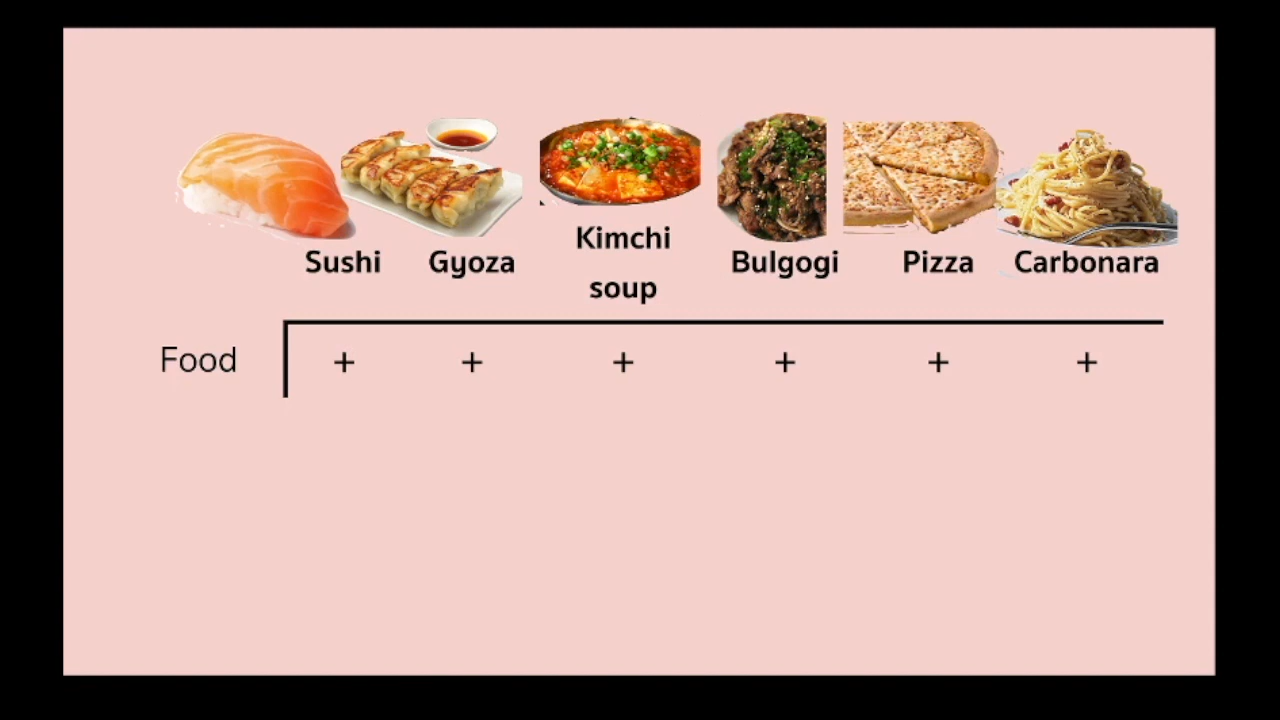 Sushi Gyoza Kimchi soup Bulgogi Pizza Carbonara
Food + + + + + +